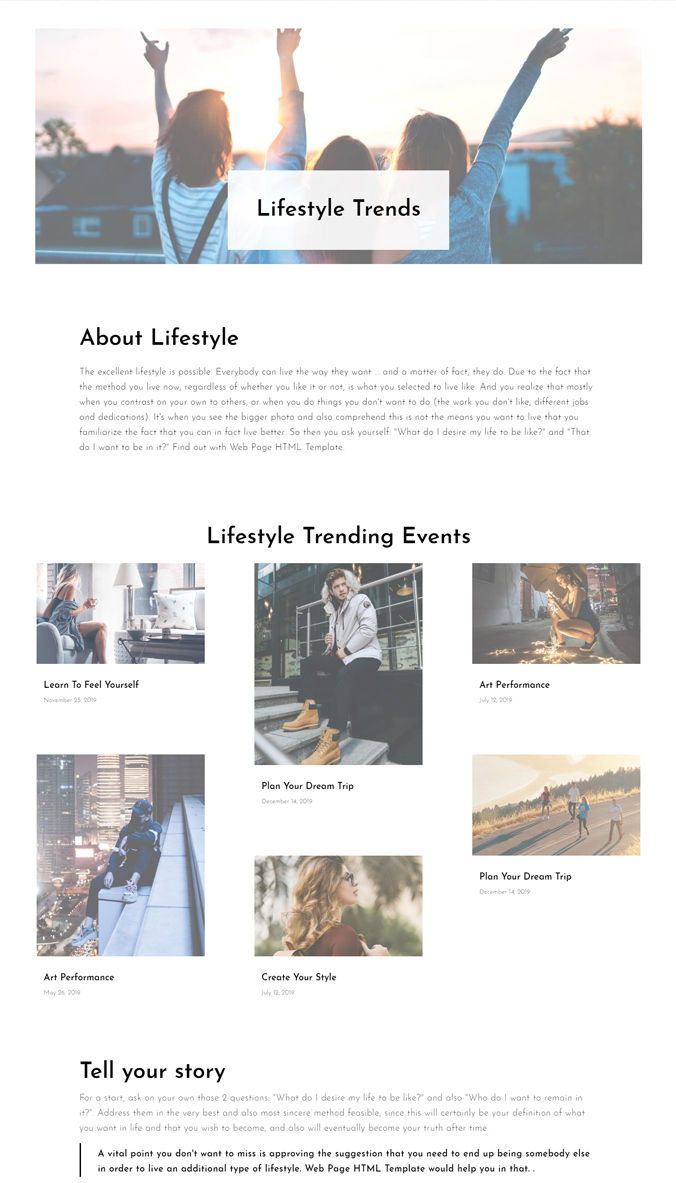 Lifestyle Trends
About Lifestyle
The excellent lifestyle is possible. Everybody can live the way they want ... and a matter of fact, they do. Due to the fact that
the method you live now, regardless of whether you like it or not, is what you selected to live like. And you realize that mostly
when you contrast on your own to others, or when you do things you don't want to do (the work you don't like, different jobs
and dedications). It's when you see the bigger photo and also comprehend this is not the means you want to live that you
familiarize the fact that you can in fact live better. So then you ask yourself: "What do I desire my life to be like?" and "That
do I want to be in it?" Find out with Web Page HTML Template.
Lifestyle Trending Events
Learn To Feel Yourself
November 25, 2019
Plan Your Dream Trip
December 14, 2019
Art Performance
July 12, 2019
Art Performance
May 26, 2019
Create Your Style
July 12, 2019
Plan Your Dream Trip
December 14, 2019
Tell your story
For a start, ask on your own those 2 questions: "What do I desire my life to be like?" and also "Who do I want to remain in
it?". Address them in the very best and also most sincere method feasible, since this will certainly be your definition of what
you want in life and that you wish to become, and also will eventually become your truth after time.
A vital point you don't want to miss is approving the suggestion that you need to end up being somebody else
in order to live an additional type of lifestyle. Web Page HTML Template would help you in that. .